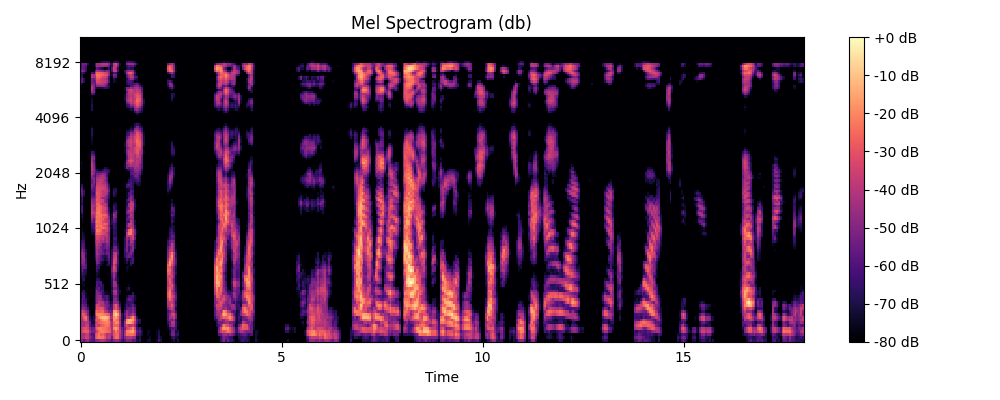 Mel Spectrogram (db)
+0 dB
8192
-10 dB
4096
-20 dB
-30 dB
2048
Hz
-40 dB
1024
-50 dB
-60 dB
512
-70 dB
0
-80 dB
0 5 10 15
Time